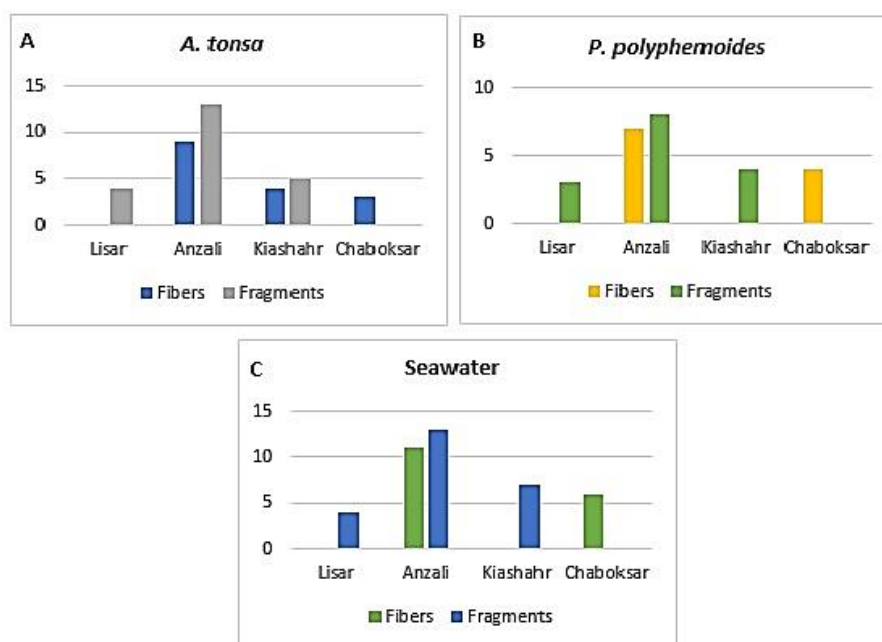 A
A. tonsa
15
10
5
0
Lisar Anzali Kiashahr Chaboksar
Fibers Fragments
B
P. polyphemoides
10
5
0
Lisar Anzali Kiashahr Chaboksar
Fibers Fragments
C
Seawater
15
10
5
0
Lisar Anzali Kiashahr Chaboksar
Fibers Fragments